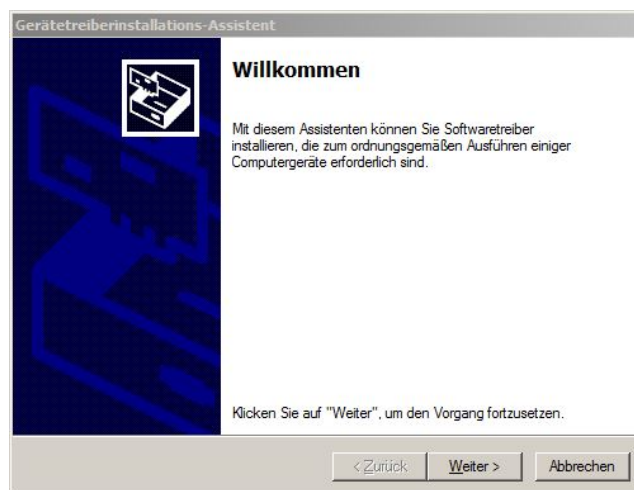 Gerätetreiberinstallations-Assistent
Willkommen
Mit diesem Assistenten können Sie Softwaretreiber
installieren, die zum ordnungsgemäßen Ausführen einiger
Computergeräte erforderlich sind.
Klicken Sie auf "Weiter", um den Vorgang fortzusetzen.
< Zurück Weiter > Abbrechen